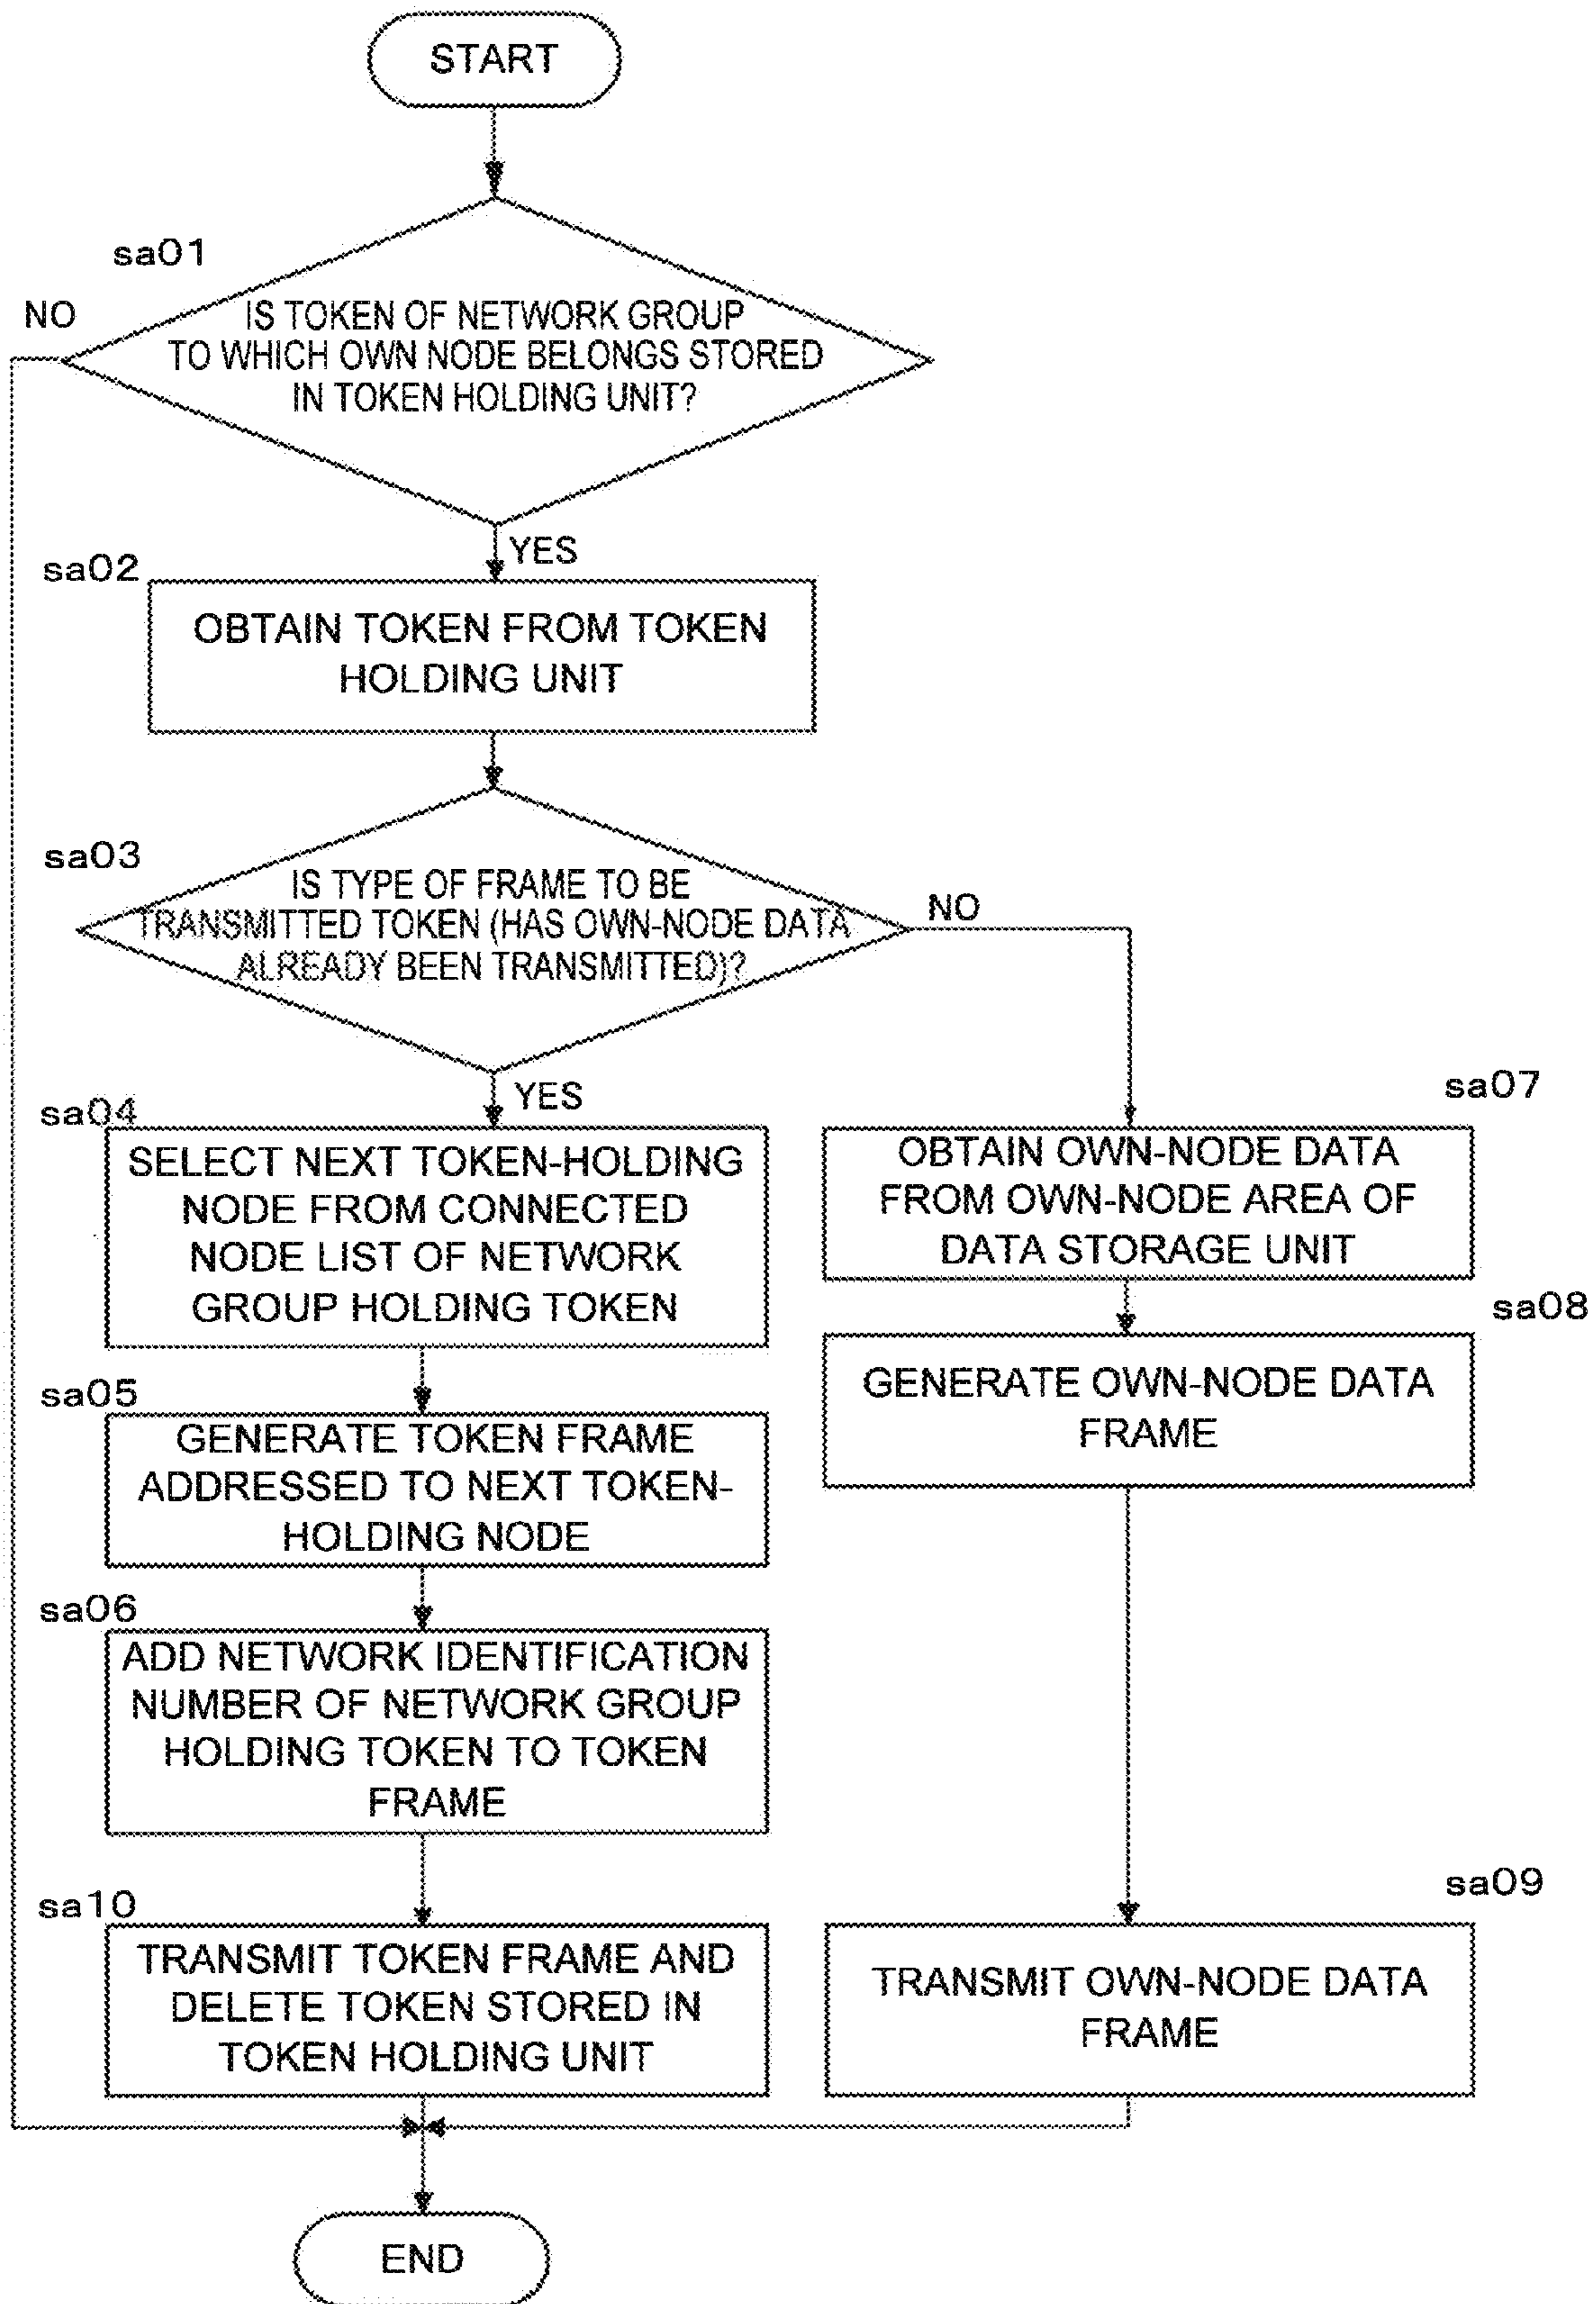 START
sa01
NO
IS TOKEN OF NETWORK GROUP
TO WHICH OWN NODE BELONGS STORED
IN TOKEN HOLDING UNIT?
YES
sa02
OBTAIN TOKEN FROM TOKEN
HOLDING UNIT
sa03
IS TYPE OF FRAME TO BE
TRANSMITTED TOKEN (HAS OWN-NODE DATA
ALREADY BEEN TRANSMITTED)?
NO
YES
sa04
SELECT NEXT TOKEN-HOLDING
NODE FROM CONNECTED
NODE LIST OF NETWORK
GROUP HOLDING TOKEN
sa07
OBTAIN OWN-NODE DATA
FROM OWN-NODE AREA OF
DATA STORAGE UNIT
sa08
GENERATE OWN-NODE DATA
FRAME
sa05
GENERATE TOKEN FRAME
ADDRESSED TO NEXT TOKEN-
HOLDING NODE
sa06
ADD NETWORK IDENTIFICATION
NUMBER OF NETWORK GROUP
HOLDING TOKEN TO TOKEN
FRAME
sa10
TRANSMIT TOKEN FRAME AND
DELETE TOKEN STORED IN
TOKEN HOLDING UNIT
sa09
TRANSMIT OWN-NODE DATA
FRAME
END